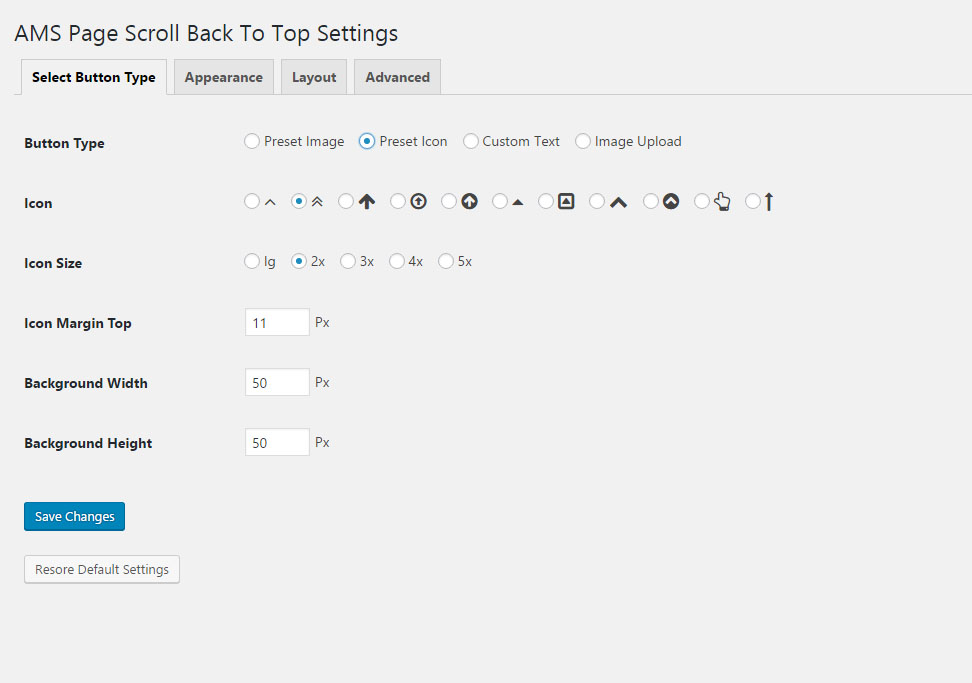 AMS Page Scroll Back To Top Settings
Select Button Type Appearance Layout Advanced
Button Type Preset Image Preset Icon Custom Text Image Upload
Icon
Icon Size lg 2x 3x 4x 5x
Icon Margin Top 11 Px
Background Width 50 Px
Background Height 50 Px
Save Changes
Resore Default Settings